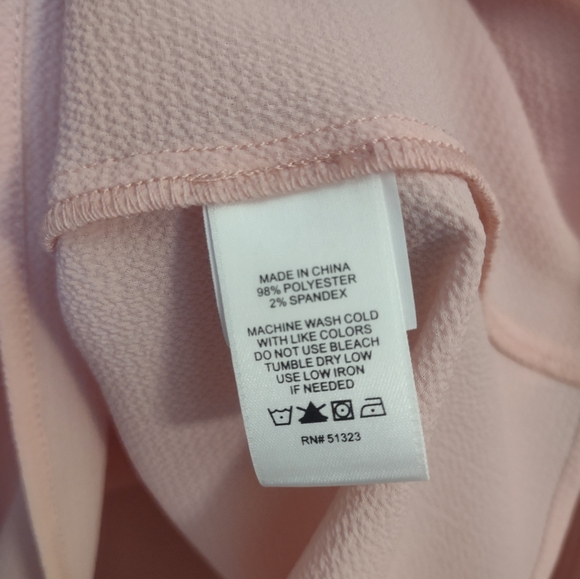 MADE IN CHINA
98% POLYESTER
2% SPANDEX
MACHINE WASH COLD
WITH LIKE COLORS
DO NOT USE BLEACH
TUMBLE DRY LOW
USE LOW IRON
IF NEEDED
RN# 51323